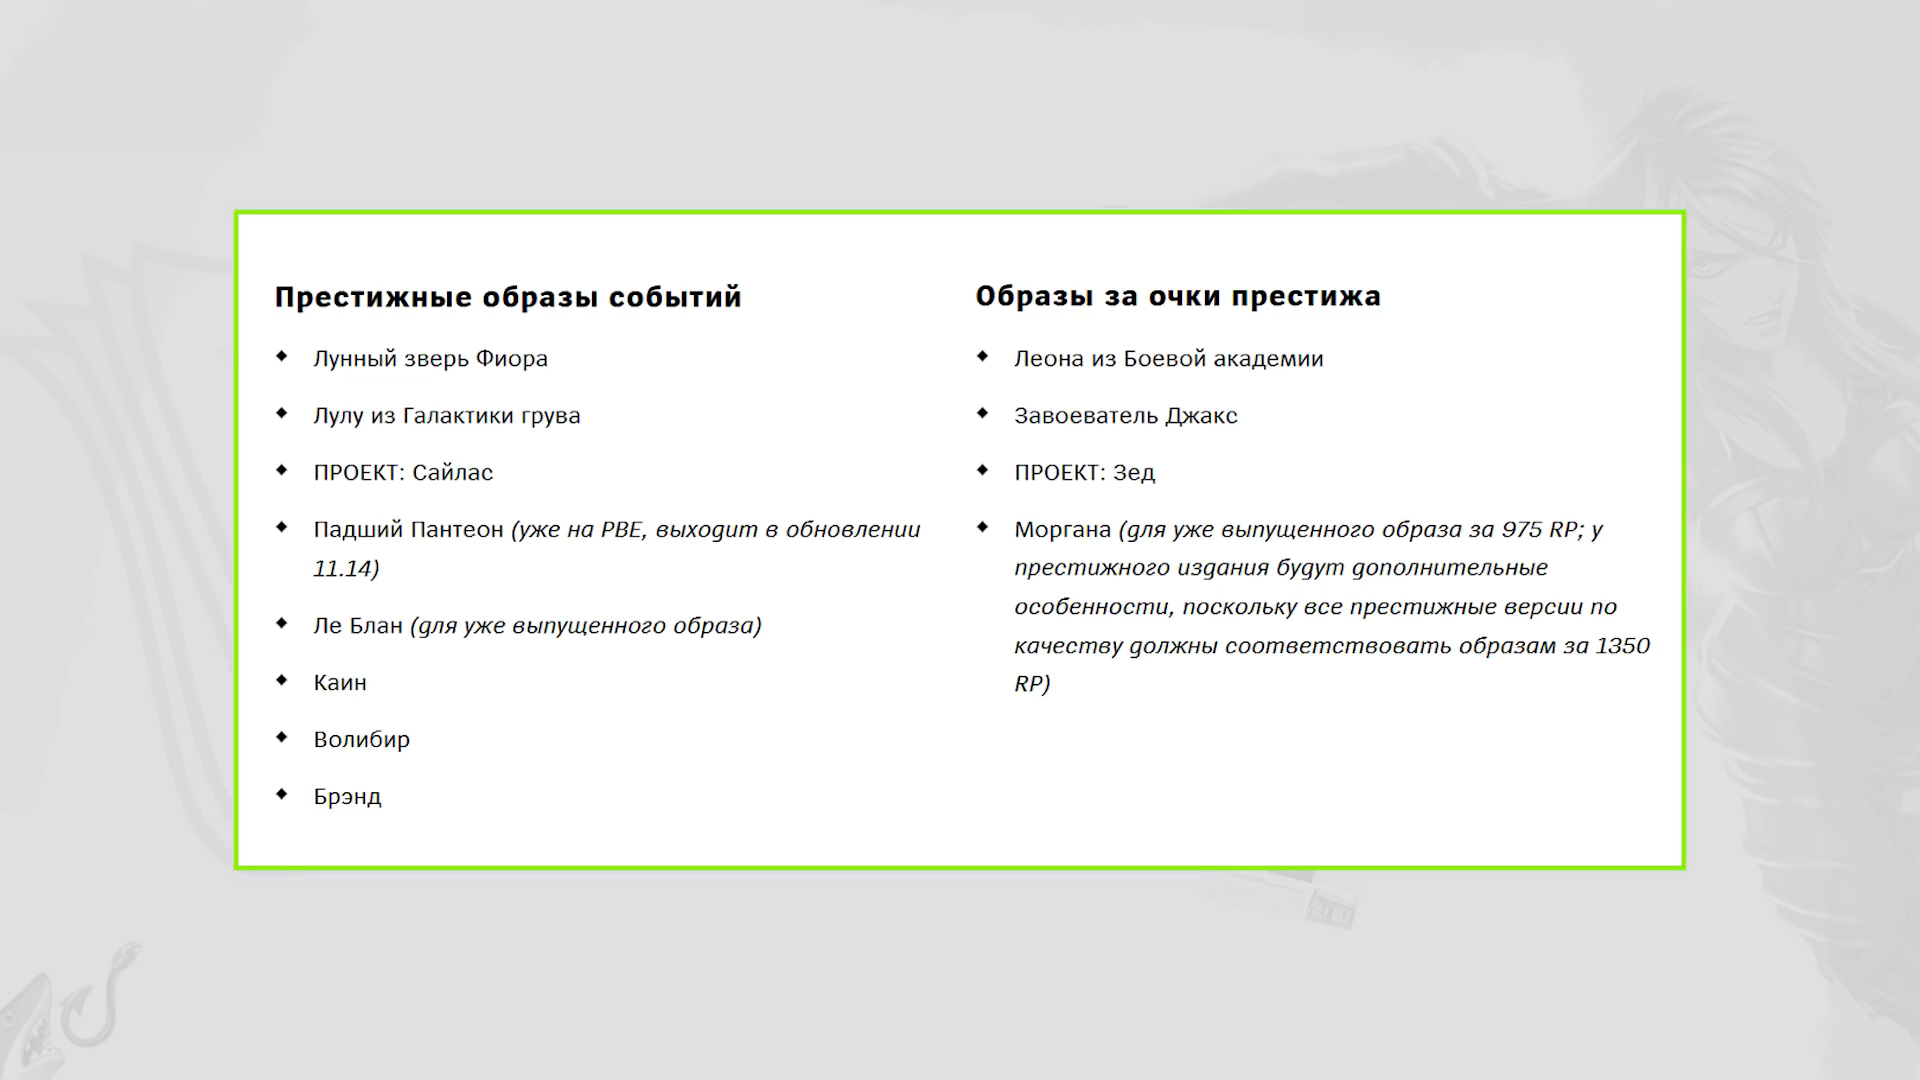 Престижные образы событий
Лунный зверь Фиора
Лулу из Галактики грува
ПРОЕКТ: Сайлас
Падший Пантеон (уже на PBE, выходит в обновлении
11.14)
Ле Блан (для уже выпущенного образа)
Каин
Волибир
Брэнд
Образы за очки престижа
Леона из Боевой академии
Завоеватель Джакс
ПРОЕКТ: Зед
Моргана (для уже выпущенного образа за 975 RP; у
престижного издания будут дополнительные
особенности, поскольку все престижные версии по
качеству должны соответствовать образам за 1350
RP)